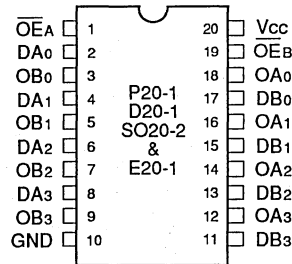 OEA 1 20 Vcc
DA0 2 19 OEB
OB0 3 18 OA0
DA1 4 P20-1 17 DB0
OB1 5 D20-1 16 OA1
DA2 6 SO20-2 15 DB1
OB2 7 & 14 OA2
DA3 8 E20-1 13 DB2
OB3 9 12 OA3
GND 10 11 DB3